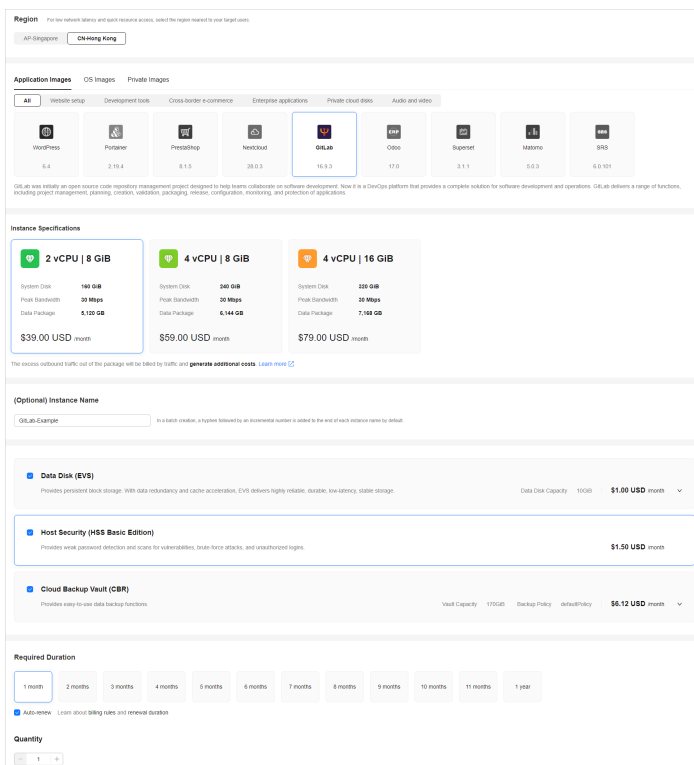 Region For low network latency and quick resource access, select the region nearest to your target users.
AP-Singapore CN-Hong Kong
Application Images OS Images Private Images
All Website setup Development tools Cross-border e-commerce Enterprise applications Private cloud disks Audio and video
ERP SRS
WordPress Portainer PrestaShop Nextcloud GitLab Odoo Superset Matomo SRS
6.4 2.19.4 8.1.5 28.0.3 16.9.3 17.0 3.1.1 5.0.3 6.0.101
GitLab was initially an open source code repository management project designed to help teams collaborate on software development. Now it is a DevOps platform that provides a complete solution for software development and operations. GitLab delivers a range of functions,
including project management, planning, creation, validation, packaging, release, configuration, monitoring, and protection of applications.
Instance Specifications
2 vCPU | 8 GiB 4 vCPU | 8 GiB 4 vCPU | 16 GiB
System Disk 160 GiB System Disk 240 GiB System Disk 320 GiB
Peak Bandwidth 30 Mbps Peak Bandwidth 30 Mbps Peak Bandwidth 30 Mbps
Data Package 5,120 GB Data Package 6,144 GB Data Package 7,168 GB
$39.00 USD /month $59.00 USD /month $79.00 USD /month
The excess outbound traffic out of the package will be billed by traffic and generate additional costs. Learn more
(Optional) Instance Name
GitLab-Example In a batch creation, a hyphen followed by an incremental number is added to the end of each instance name by default.
Data Disk (EVS)
Provides persistent block storage. With data redundancy and cache acceleration, EVS delivers highly reliable, durable, low-latency, stable storage. Data Disk Capacity 10GiB $1.00 USD /month
Host Security (HSS Basic Edition)
Provides weak password detection and scans for vulnerabilities, brute-force attacks, and unauthorized logins. $1.50 USD /month
Cloud Backup Vault (CBR)
Provides easy-to-use data backup functions. Vault Capacity 170GiB Backup Policy defaultPolicy $6.12 USD /month
Required Duration
1 month 2 months 3 months 4 months 5 months 6 months 7 months 8 months 9 months 10 months 11 months 1 year
Auto-renew Learn about billing rules and renewal duration
Quantity
− 1 +